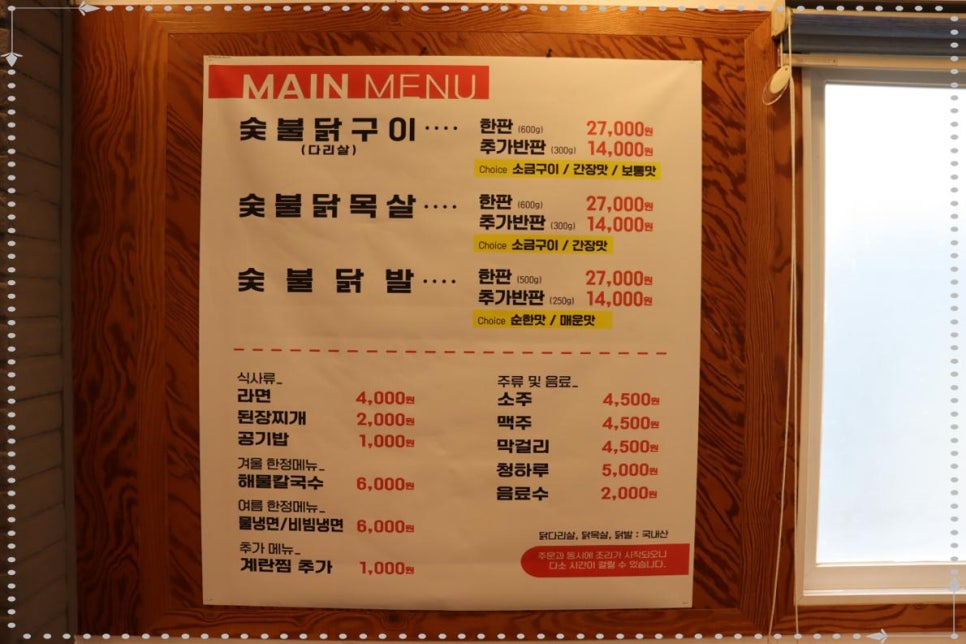 MAIN MENU
숯불닭구이···· 한판 (600g) 27,000원
(다리살) 추가반판 (300g) 14,000원
Choice 소금구이 / 간장맛 / 보통맛
숯불닭목살···· 한판 (600g) 27,000원
추가반판 (300g) 14,000원
Choice 소금구이 / 간장맛
숯불닭발···· 한판 (500g) 27,000원
추가반판 (250g) 14,000원
Choice 순한맛 / 매운맛
식사류_
라면 4,000원
된장찌개 2,000원
공기밥 1,000원
겨울 한정메뉴_
해물칼국수 6,000원
여름 한정메뉴_
물냉면/비빔냉면 6,000원
추가 메뉴_
계란찜 추가 1,000원
주류 및 음료_
소주 4,500원
맥주 4,500원
막걸리 4,500원
청하루 5,000원
음료수 2,000원
닭다리살, 닭목살, 닭발 : 국내산
주문과 동시에 조리가 시작되오니
다소 시간이 걸릴 수 있습니다.